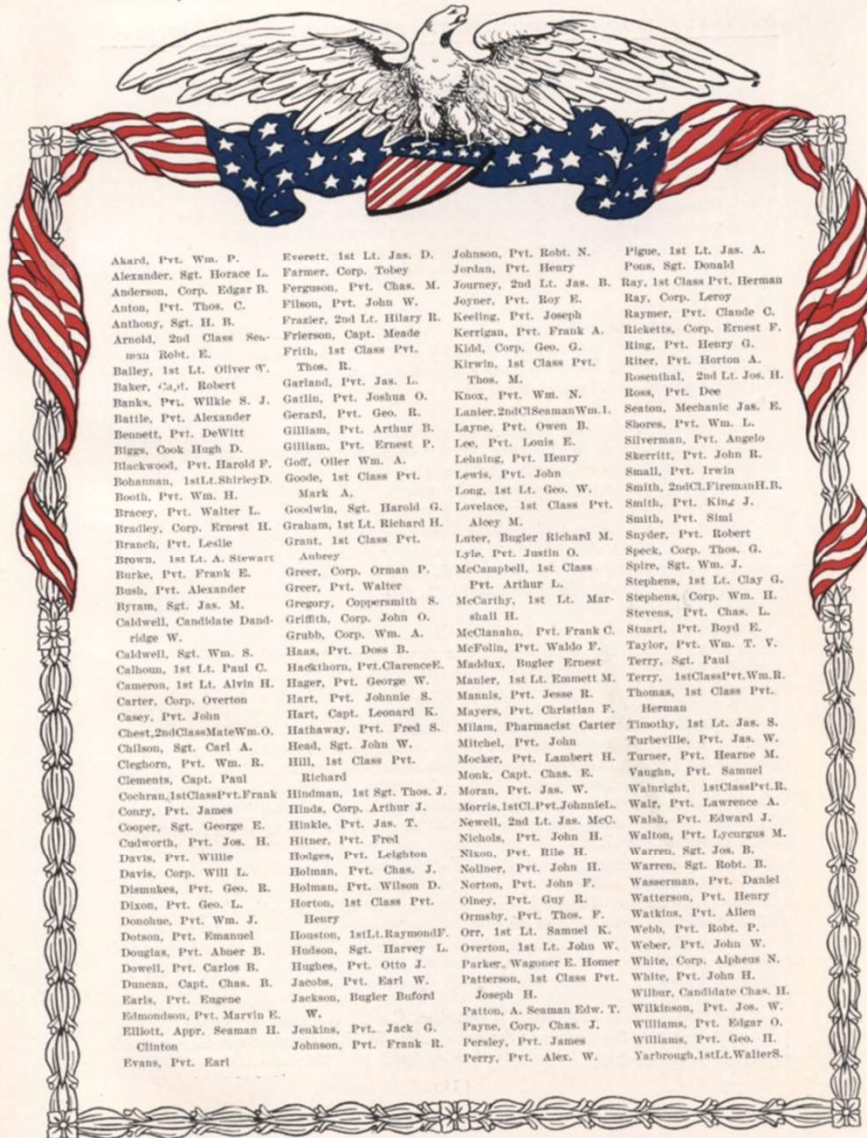 Akard, Pvt. Wm. P.
Alexander, Sgt. Horace L.
Anderson, Corp. Edgar B.
Anton, Pvt. Thos. C.
Anthony, Sgt. H. B.
Arnold, 2nd Class Sea-
man Robt. E.
Bailey, 1st Lt. Oliver
Baker, Capt. Robert
Banks, Pvt. Wilkie S. J.
Battle, Pvt. Alexander
Bennett, Pvt. DeWitt
Biggs, Cook Hugh D.
Blackwood, Pvt. Harold F.
Bohannan, 1stLt.ShirleyD.
Booth, Pvt. Wm. H.
Bracey, Pvt. Walter L.
Bradley, Corp. Ernest H.
Branch, Pvt. Leslie
Brown, 1st Lt. A. Stewart
Burke, Pvt. Frank E.
Bush, Pvt. Alexander
Byram, Sgt. Jas. M.
Caldwell, Candidate Dand-
ridge W.
Caldwell, Sgt. Wm. S.
Calhoun, 1st Lt. Paul C.
Cameron, 1st Lt. Alvin H.
Carter, Corp. Overton
Casey, Pvt. John
Chest,2ndClassMateWm.O.
Chilson, Sgt. Carl A.
Cleghorn, Pvt. Wm. R.
Clements, Capt. Paul
Cochran,1stClassPvt.Frank
Conry, Pvt. James
Cooper, Sgt. George E.
Cudworth, Pvt. Jos. H.
Davis, Pvt. Willie
Davis, Corp. Will L.
Dismukes, Pvt. Geo. R.
Dixon, Pvt. Geo. L.
Donohue, Pvt. Wm. J.
Dotson, Pvt. Emanuel
Douglas, Pvt. Abner B.
Dowell, Pvt. Carlos B.
Duncan, Capt. Chas. B.
Earls, Pvt. Eugene
Edmondson, Pvt. Marvin E.
Elliott, Appr. Seaman H.
Clinton
Evans, Pvt. Earl
Everett, 1st Lt. Jas. D.
Farmer, Corp. Tobey
Ferguson, Pvt. Chas. M.
Filson, Pvt. John W.
Frazier, 2nd Lt. Hilary R.
Frierson, Capt. Meade
Frith, 1st Class Pvt.
Thos. R.
Garland, Pvt. Jas. L.
Gatlin, Pvt. Joshua O.
Gerard, Pvt. Geo. R.
Gilliam, Pvt. Arthur B.
Gilliam, Pvt. Ernest P.
Goff, Oiler Wm. A.
Goode, 1st Class Pvt.
Mark A.
Goodwin, Sgt. Harold G.
Graham, 1st Lt. Richard H.
Grant, 1st Class Pvt.
Aubrey
Greer, Corp. Orman P.
Greer, Pvt. Walter
Gregory, Coppersmith S.
Griffith, Corp. John O.
Grubb, Corp. Wm. A.
Haas, Pvt. Doss B.
Hackthorn, Pvt.ClarenceE.
Hager, Pvt. George W.
Hart, Pvt. Johnnie S.
Hart, Capt. Leonard K.
Hathaway, Pvt. Fred S.
Head, Sgt. John W.
Hill, 1st Class Pvt.
Richard
Hindman, 1st Sgt. Thos. J.
Hinds, Corp. Arthur J.
Hinkle, Pvt. Jas. T.
Hitner, Pvt. Fred
Hodges, Pvt. Leighton
Holman, Pvt. Chas. J.
Holman, Pvt. Wilson D.
Horton, 1st Class Pvt.
Henry
Houston, 1stLt.RaymondF.
Hudson, Sgt. Harvey L.
Hughes, Pvt. Otto J.
Jacobs, Pvt. Earl W.
Jackson, Bugler Buford
W.
Jenkins, Pvt. Jack G.
Johnson, Pvt. Frank R.
Johnson, Pvt. Robt. N.
Jordan, Pvt. Henry
Journey, 2nd Lt. Jas. B.
Joyner, Pvt. Roy E.
Keeling, Pvt. Joseph
Kerrigan, Pvt. Frank A.
Kidd, Corp. Geo. G.
Kirwin, 1st Class Pvt.
Thos. M.
Knox, Pvt. Wm. N.
Lanier,2ndClSeamanWm.I.
Layne, Pvt. Owen B.
Lee, Pvt. Louis E.
Lehning, Pvt. Henry
Lewis, Pvt. John
Long, 1st Lt. Geo. W.
Lovelace, 1st Class Pvt.
Alcey M.
Luter, Bugler Richard M.
Lyle, Pvt. Justin O.
McCampbell, 1st Class
Pvt. Arthur L.
McCarthy, 1st Lt. Mar-
shall H.
McClanahn, Pvt. Frank C.
McFolin, Pvt. Waldo F.
Maddux, Bugler Ernest
Manier, 1st Lt. Emmett M.
Mannis, Pvt. Jesse R.
Mayers, Pvt. Christian F.
Milam, Pharmacist Carter
Mitchel, Pvt. John
Mocker, Pvt. Lambert H.
Monk, Capt. Chas. E.
Moran, Pvt. Jas. W.
Morris,1stCl.Pvt.JohnnieL.
Newell, 2nd Lt. Jas. McC.
Nichols, Pvt. John H.
Nixon, Pvt. Rile H.
Nollner, Pvt. John H.
Norton, Pvt. John F.
Olney, Pvt. Guy R.
Ormsby, Pvt. Thos. F.
Orr, 1st Lt. Samuel K.
Overton, 1st Lt. John W.
Parker, Wagoner E. Homer
Patterson, 1st Class Pvt.
Joseph H.
Patton, A. Seaman Edw. T.
Payne, Corp. Chas. J.
Persley, Pvt. James
Perry, Pvt. Alex. W.
Pigue, 1st Lt. Jas. A.
Pons, Sgt. Donald
Ray, 1st Class Pvt. Herman
Ray, Corp. Leroy
Raymer, Pvt. Claude C.
Ricketts, Corp. Ernest F.
Ring, Pvt. Henry G.
Riter, Pvt. Horton A.
Rosenthal, 2nd Lt. Jos. H.
Ross, Pvt. Dee
Seaton, Mechanic Jas. E.
Shores, Pvt. Wm. L.
Silverman, Pvt. Angelo
Skerritt, Pvt. John R.
Small, Pvt. Irwin
Smith, 2ndCl.FiremanH.B.
Smith, Pvt. King J.
Smith, Pvt. Simi
Snyder, Pvt. Robert
Speck, Corp. Thos. G.
Spire, Sgt. Wm. J.
Stephens, 1st Lt. Clay G.
Stephens, Corp. Wm. H.
Stevens, Pvt. Chas. L.
Stuart, Pvt. Boyd E.
Taylor, Pvt. Wm. T. V.
Terry, Sgt. Paul
Terry, 1stClassPvt.Wm.R.
Thomas, 1st Class Pvt.
Herman
Timothy, 1st Lt. Jas. S.
Turbeville, Pvt. Jas. W.
Turner, Pvt. Hearne M.
Vaughn, Pvt. Samuel
Wainright, 1stClassPvt.R.
Wair, Pvt. Lawrence A.
Walsh, Pvt. Edward J.
Walton, Pvt. Lycurgus M.
Warren, Sgt. Jos. B.
Warren, Sgt. Robt. B.
Wasserman, Pvt. Daniel
Watterson, Pvt. Henry
Watkins, Pvt. Allen
Webb, Pvt. Robt. P.
Weber, Pvt. John W.
White, Corp. Alpheus N.
White, Pvt. John H.
Wilbur, Candidate Chas. H.
Wilkinson, Pvt. Jos. W.
Williams, Pvt. Edgar O.
Williams, Pvt. Geo. H.
Yarbrough,1stLt.WalterS.